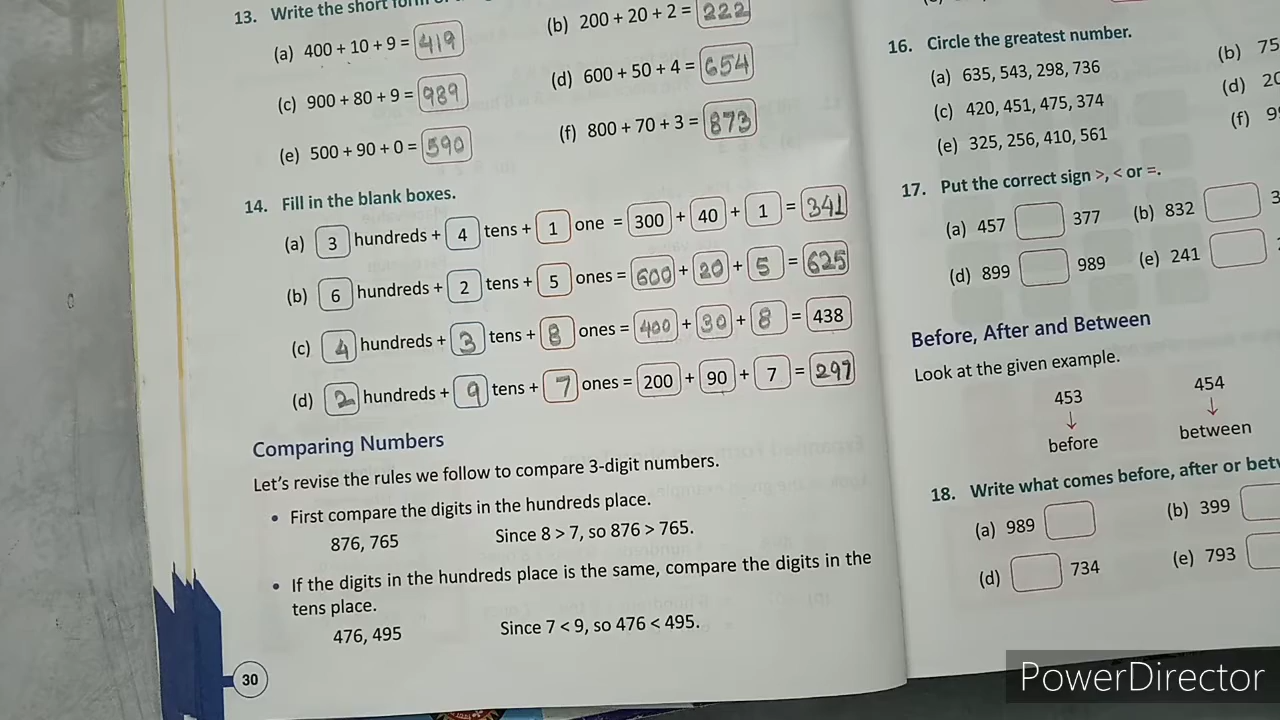 13. Write the short form of
(a) 400 + 10 + 9 = 419
(b) 200 + 20 + 2 = 222
(c) 900 + 80 + 9 = 989
(d) 600 + 50 + 4 = 654
(e) 500 + 90 + 0 = 590
(f) 800 + 70 + 3 = 873
14. Fill in the blank boxes.
(a) 3 hundreds + 4 tens + 1 one = 300 + 40 + 1 = 341
(b) 6 hundreds + 2 tens + 5 ones = 600 + 20 + 5 = 625
(c) 4 hundreds + 3 tens + 8 ones = 400 + 30 + 8 = 438
(d) 2 hundreds + 9 tens + 7 ones = 200 + 90 + 7 = 297
Comparing Numbers
Let's revise the rules we follow to compare 3-digit numbers.
• First compare the digits in the hundreds place.
876, 765 Since 8 > 7, so 876 > 765.
• If the digits in the hundreds place is the same, compare the digits in the
tens place.
476, 495 Since 7 < 9, so 476 < 495.
30
16. Circle the greatest number.
(a) 635, 543, 298, 736
(b) 75
(c) 420, 451, 475, 374
(d) 20
(e) 325, 256, 410, 561
(f) 9
17. Put the correct sign >, < or =.
(a) 457 377 (b) 832 3
(d) 899 989 (e) 241
Before, After and Between
Look at the given example.
453 454
↓ ↓
before between
18. Write what comes before, after or betw
(a) 989 (b) 399
(d) 734 (e) 793
PowerDirector